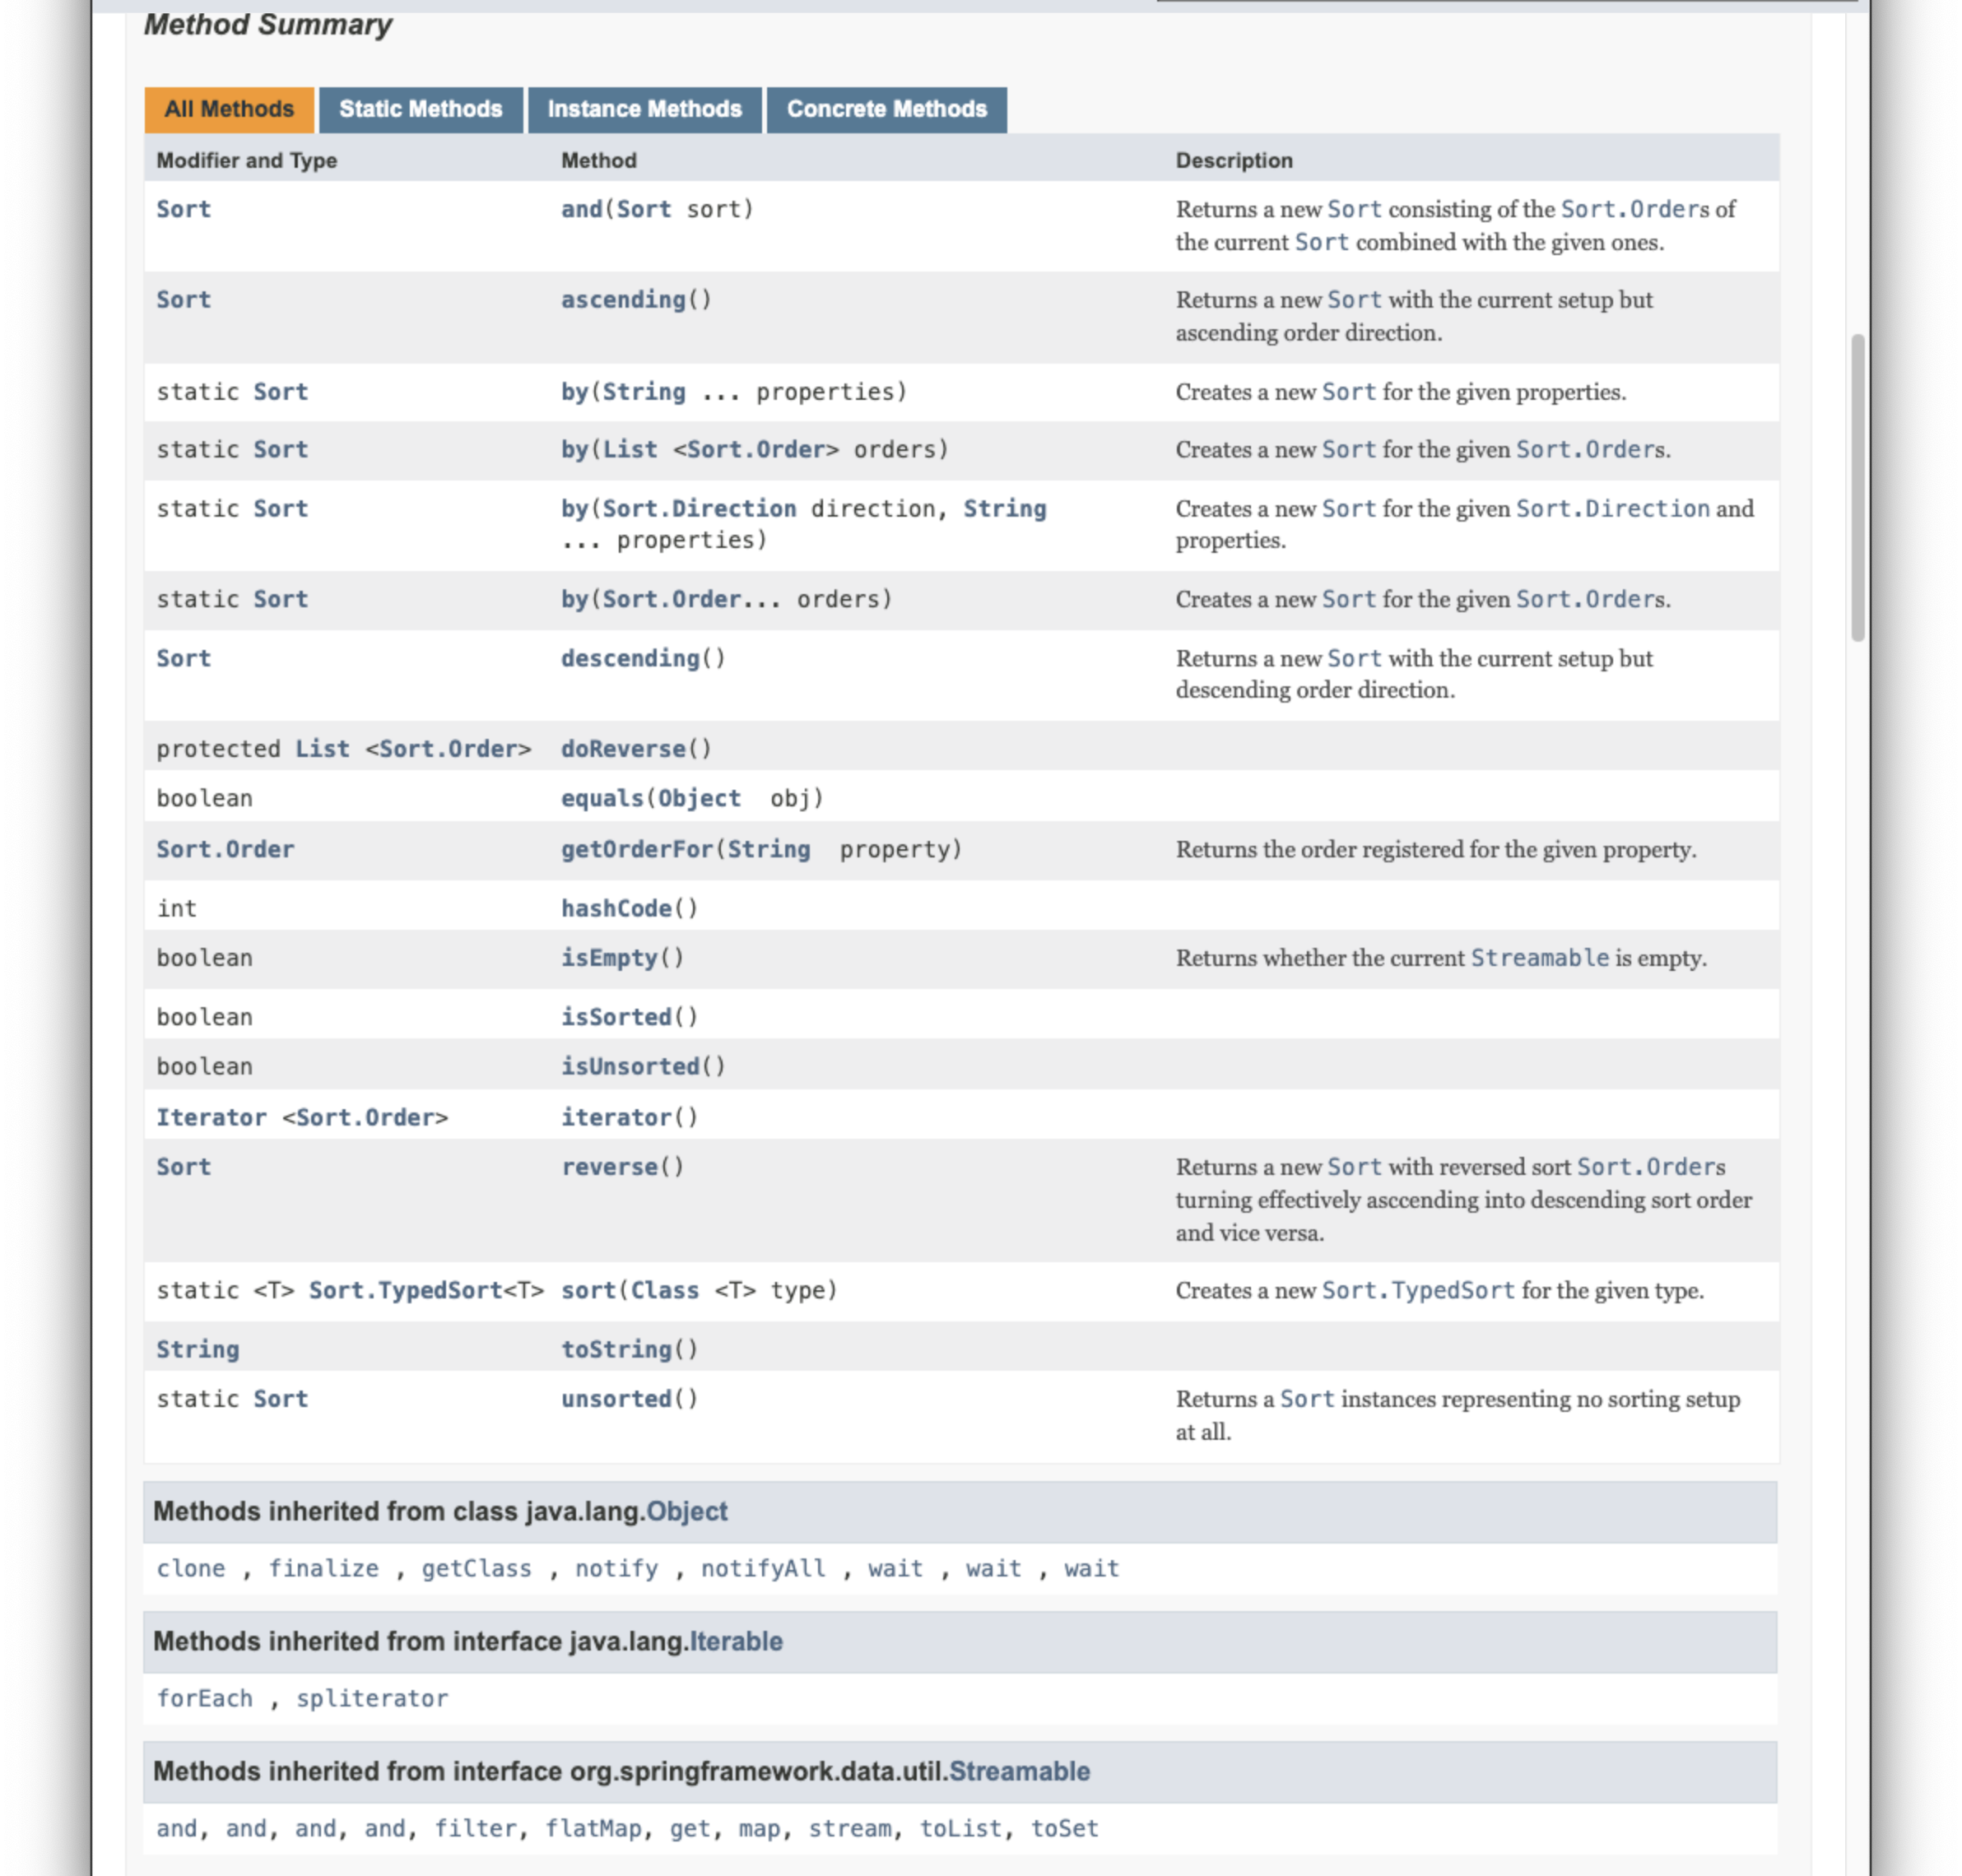 Method Summary
All Methods Static Methods Instance Methods Concrete Methods
Modifier and Type Method Description
Sort and(Sort sort) Returns a new Sort consisting of the Sort.Orders of
the current Sort combined with the given ones.
Sort ascending() Returns a new Sort with the current setup but
ascending order direction.
static Sort by(String ... properties) Creates a new Sort for the given properties.
static Sort by(List <Sort.Order> orders) Creates a new Sort for the given Sort.Orders.
static Sort by(Sort.Direction direction, String Creates a new Sort for the given Sort.Direction and
... properties) properties.
static Sort by(Sort.Order... orders) Creates a new Sort for the given Sort.Orders.
Sort descending() Returns a new Sort with the current setup but
descending order direction.
protected List <Sort.Order> doReverse()
boolean equals(Object obj)
Sort.Order getOrderFor(String property) Returns the order registered for the given property.
int hashCode()
boolean isEmpty() Returns whether the current Streamable is empty.
boolean isSorted()
boolean isUnsorted()
Iterator <Sort.Order> iterator()
Sort reverse() Returns a new Sort with reversed sort Sort.Orders
turning effectively asccending into descending sort order
and vice versa.
static <T> Sort.TypedSort<T> sort(Class <T> type) Creates a new Sort.TypedSort for the given type.
String toString()
static Sort unsorted() Returns a Sort instances representing no sorting setup
at all.
Methods inherited from class java.lang.Object
clone , finalize , getClass , notify , notifyAll , wait , wait , wait
Methods inherited from interface java.lang.Iterable
forEach , spliterator
Methods inherited from interface org.springframework.data.util.Streamable
and, and, and, and, filter, flatMap, get, map, stream, toList, toSet